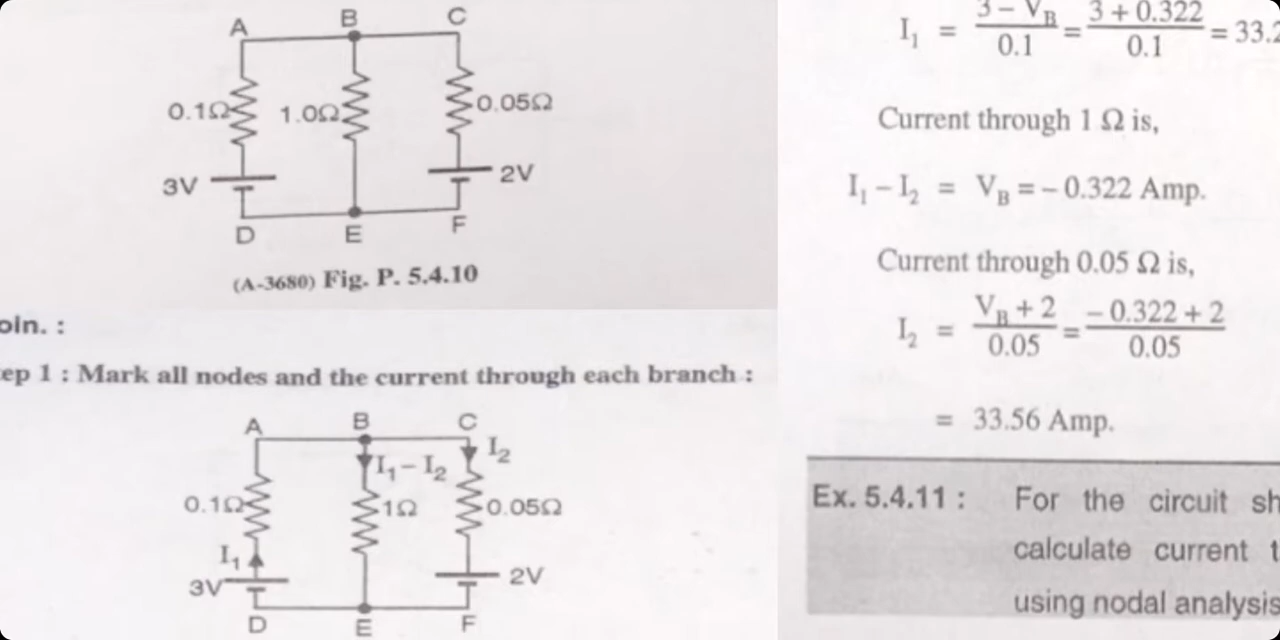 A B C
0.1Ω 1.0Ω 0.05Ω
3V 2V
D E F
(A-3680) Fig. P. 5.4.10
oln. :
ep 1 : Mark all nodes and the current through each branch :
A B C
I₁ – I₂ I₂
0.1Ω 1Ω 0.05Ω
I₁
3V 2V
D E F
I₁ = (3 – V_B)/0.1 = (3 + 0.322)/0.1 = 33.2
Current through 1 Ω is,
I₁ – I₂ = V_B = – 0.322 Amp.
Current through 0.05 Ω is,
I₂ = (V_B + 2)/0.05 = (– 0.322 + 2)/0.05
= 33.56 Amp.
Ex. 5.4.11 : For the circuit sh
calculate current t
using nodal analysis